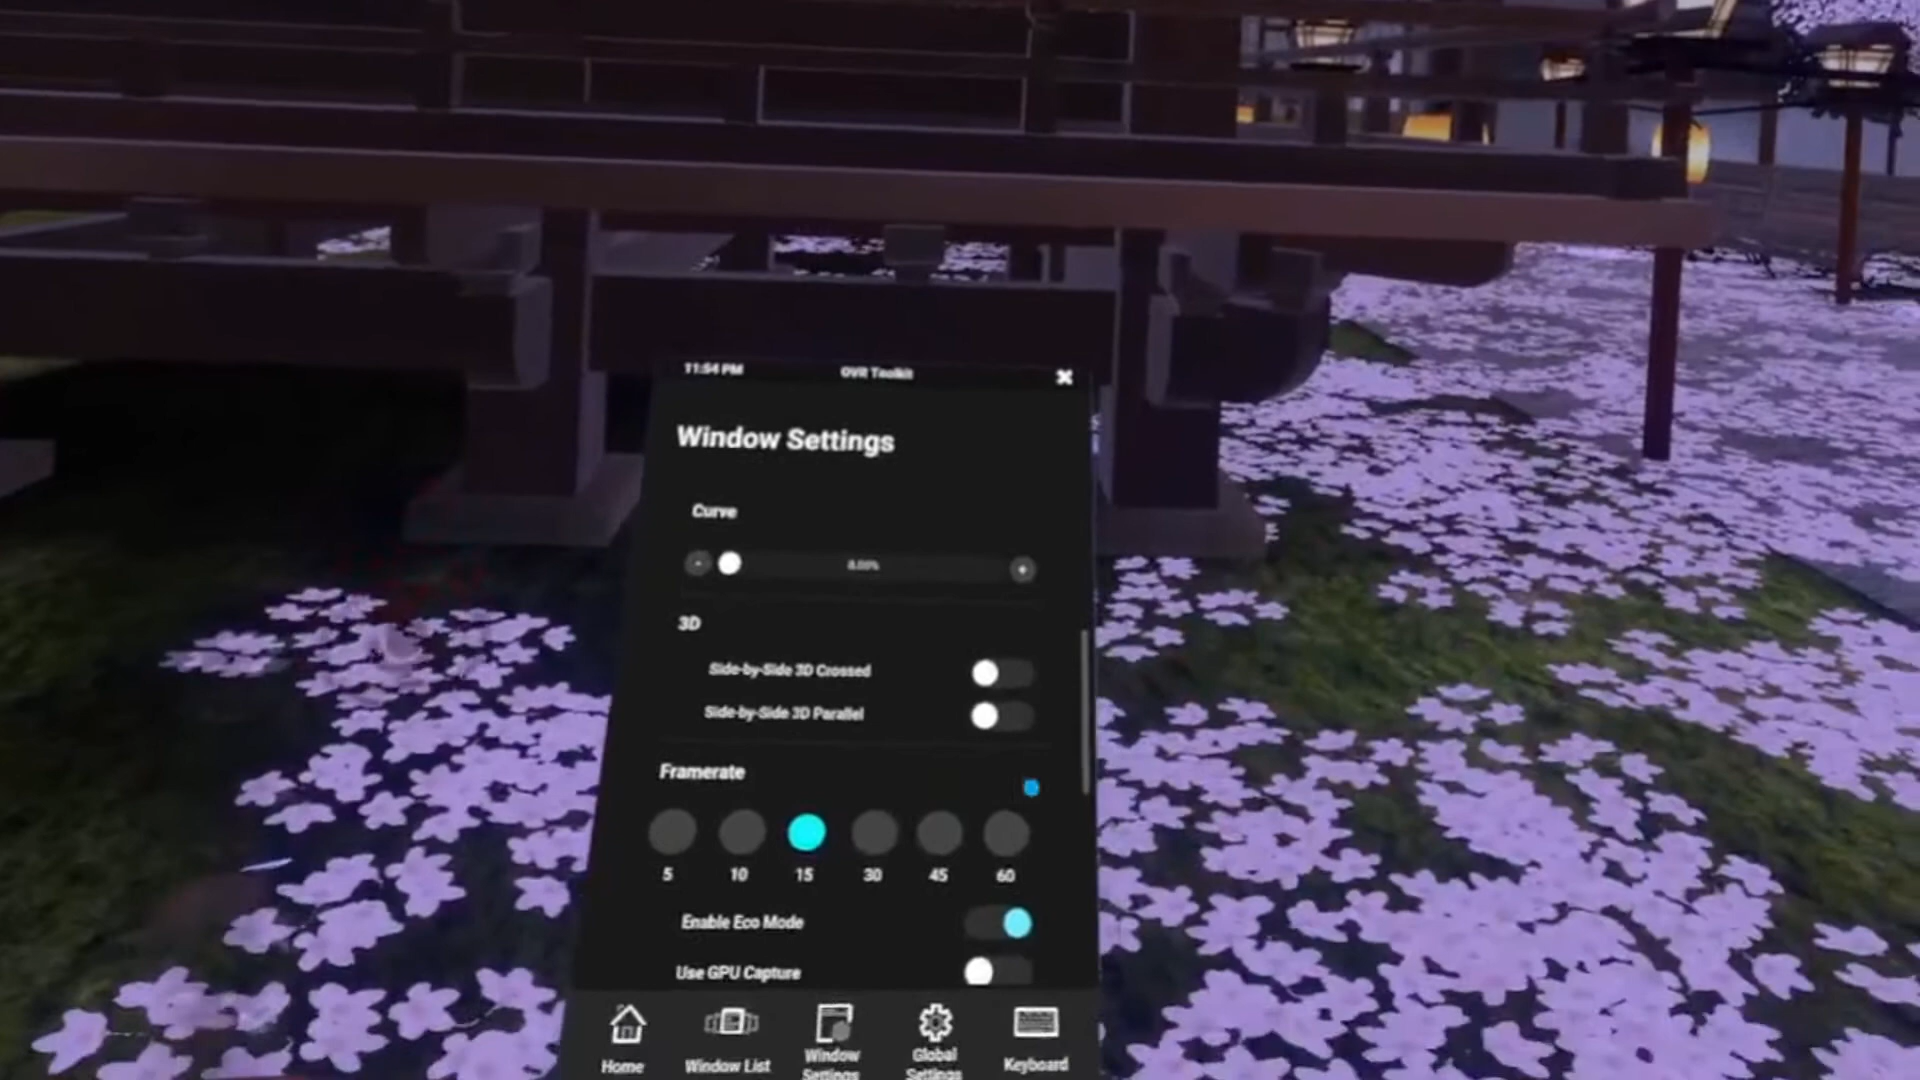 11:54 PM OVR Toolkit
Window Settings
Curve
- +
3D
Side-by-Side 3D Crossed
Side-by-Side 3D Parallel
Framerate
5 10 15 30 45 60
Enable Eco Mode
Use GPU Capture
Home Window List Window Settings Global Settings Keyboard